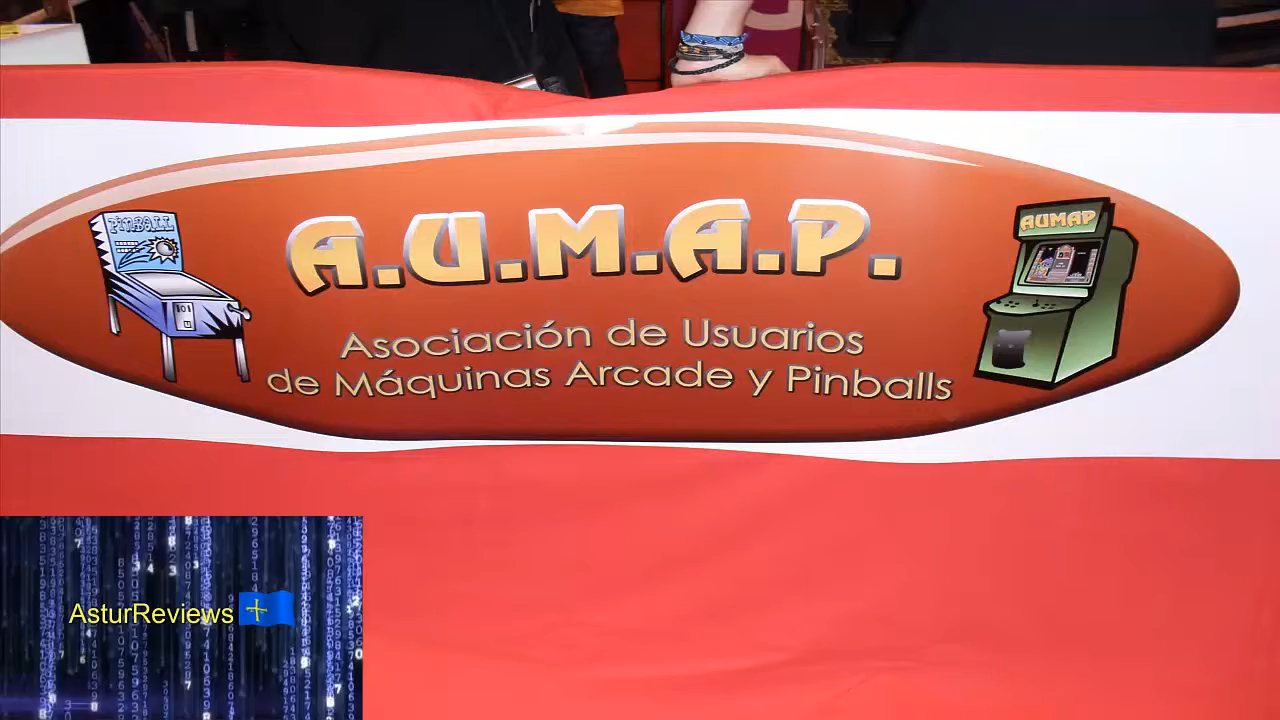 A.U.M.A.P.
Asociación de Usuarios
de Máquinas Arcade y Pinballs
PINBALL
AUMAP
AsturReviews